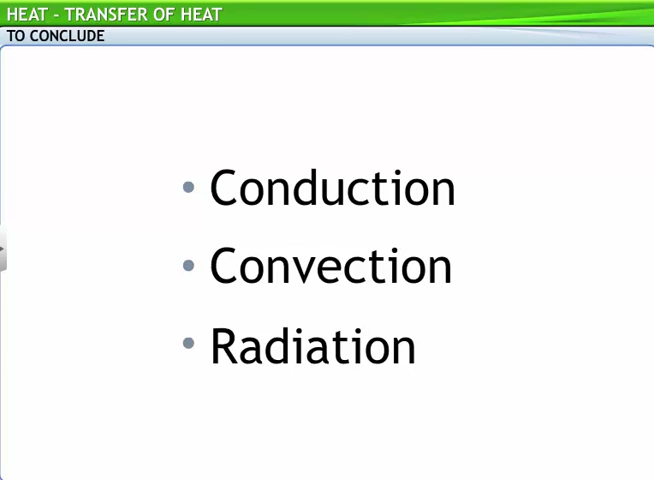 HEAT - TRANSFER OF HEAT
TO CONCLUDE
• Conduction
• Convection
• Radiation